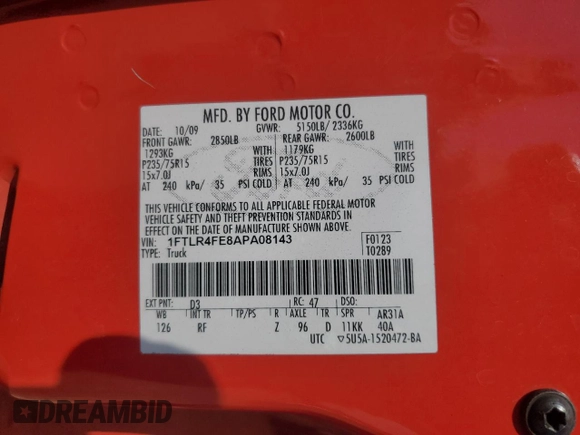 MFD. BY FORD MOTOR CO.
DATE: 10/09 GVWR: 5150LB/ 2336KG
FRONT GAWR: 2850LB REAR GAWR: 2600LB
1293KG WITH 1179KG WITH
P235/75R15 TIRES P235/75R15 TIRES
15x7.0J RIMS 15x7.0J RIMS
AT 240 kPa/ 35 PSI COLD AT 240 kPa/ 35 PSI COLD
THIS VEHICLE CONFORMS TO ALL APPLICABLE FEDERAL MOTOR
VEHICLE SAFETY AND THEFT PREVENTION STANDARDS IN
EFFECT ON THE DATE OF MANUFACTURE SHOWN ABOVE.
VIN: 1FTLR4FE8APA08143 F0123
TYPE: Truck T0289
EXT PNT: D3 RC: 47 DSO:
WB INT TR TP/PS R AXLE TR SPR AR31A
126 RF Z 96 D 11KK 40A
UTC ▽5U5A-1520472-BA
DREAMBID